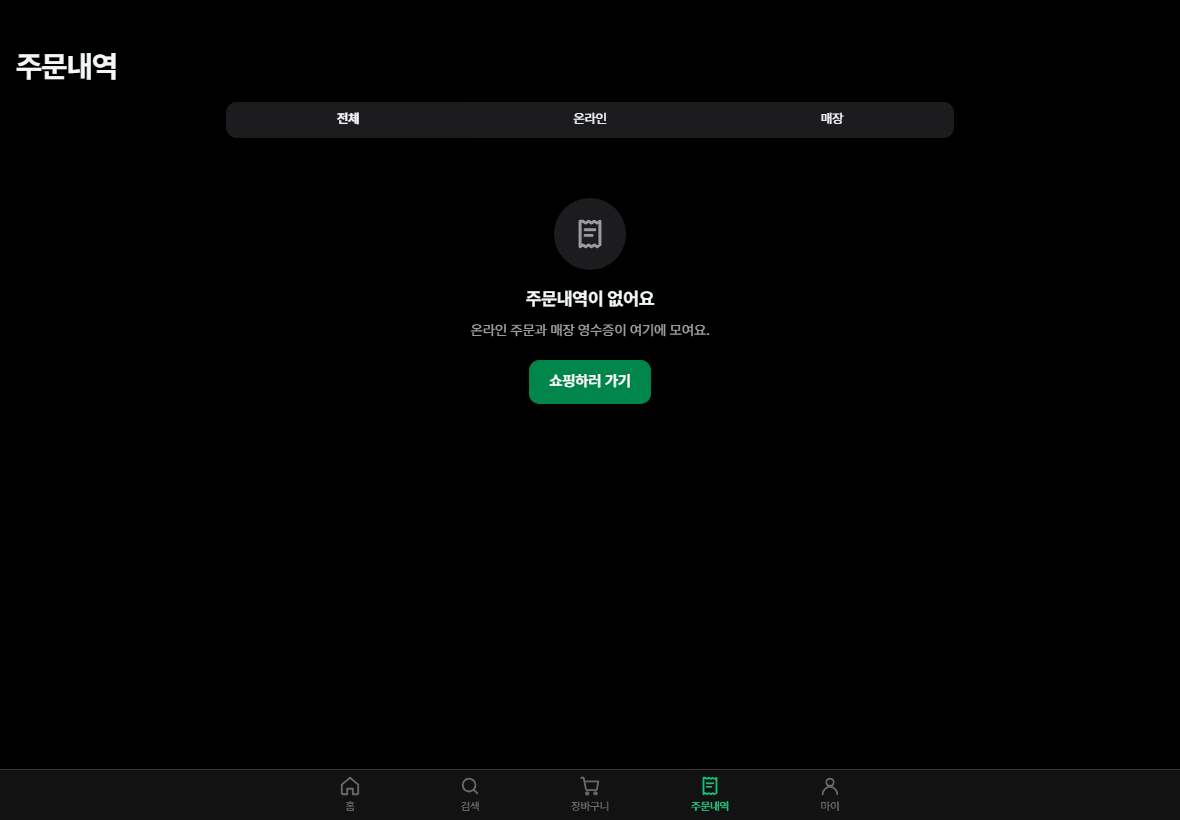 주문내역
전체 온라인 매장
주문내역이 없어요
온라인 주문과 매장 영수증이 여기에 모여요.
쇼핑하러 가기
홈 검색 장바구니 주문내역 마이